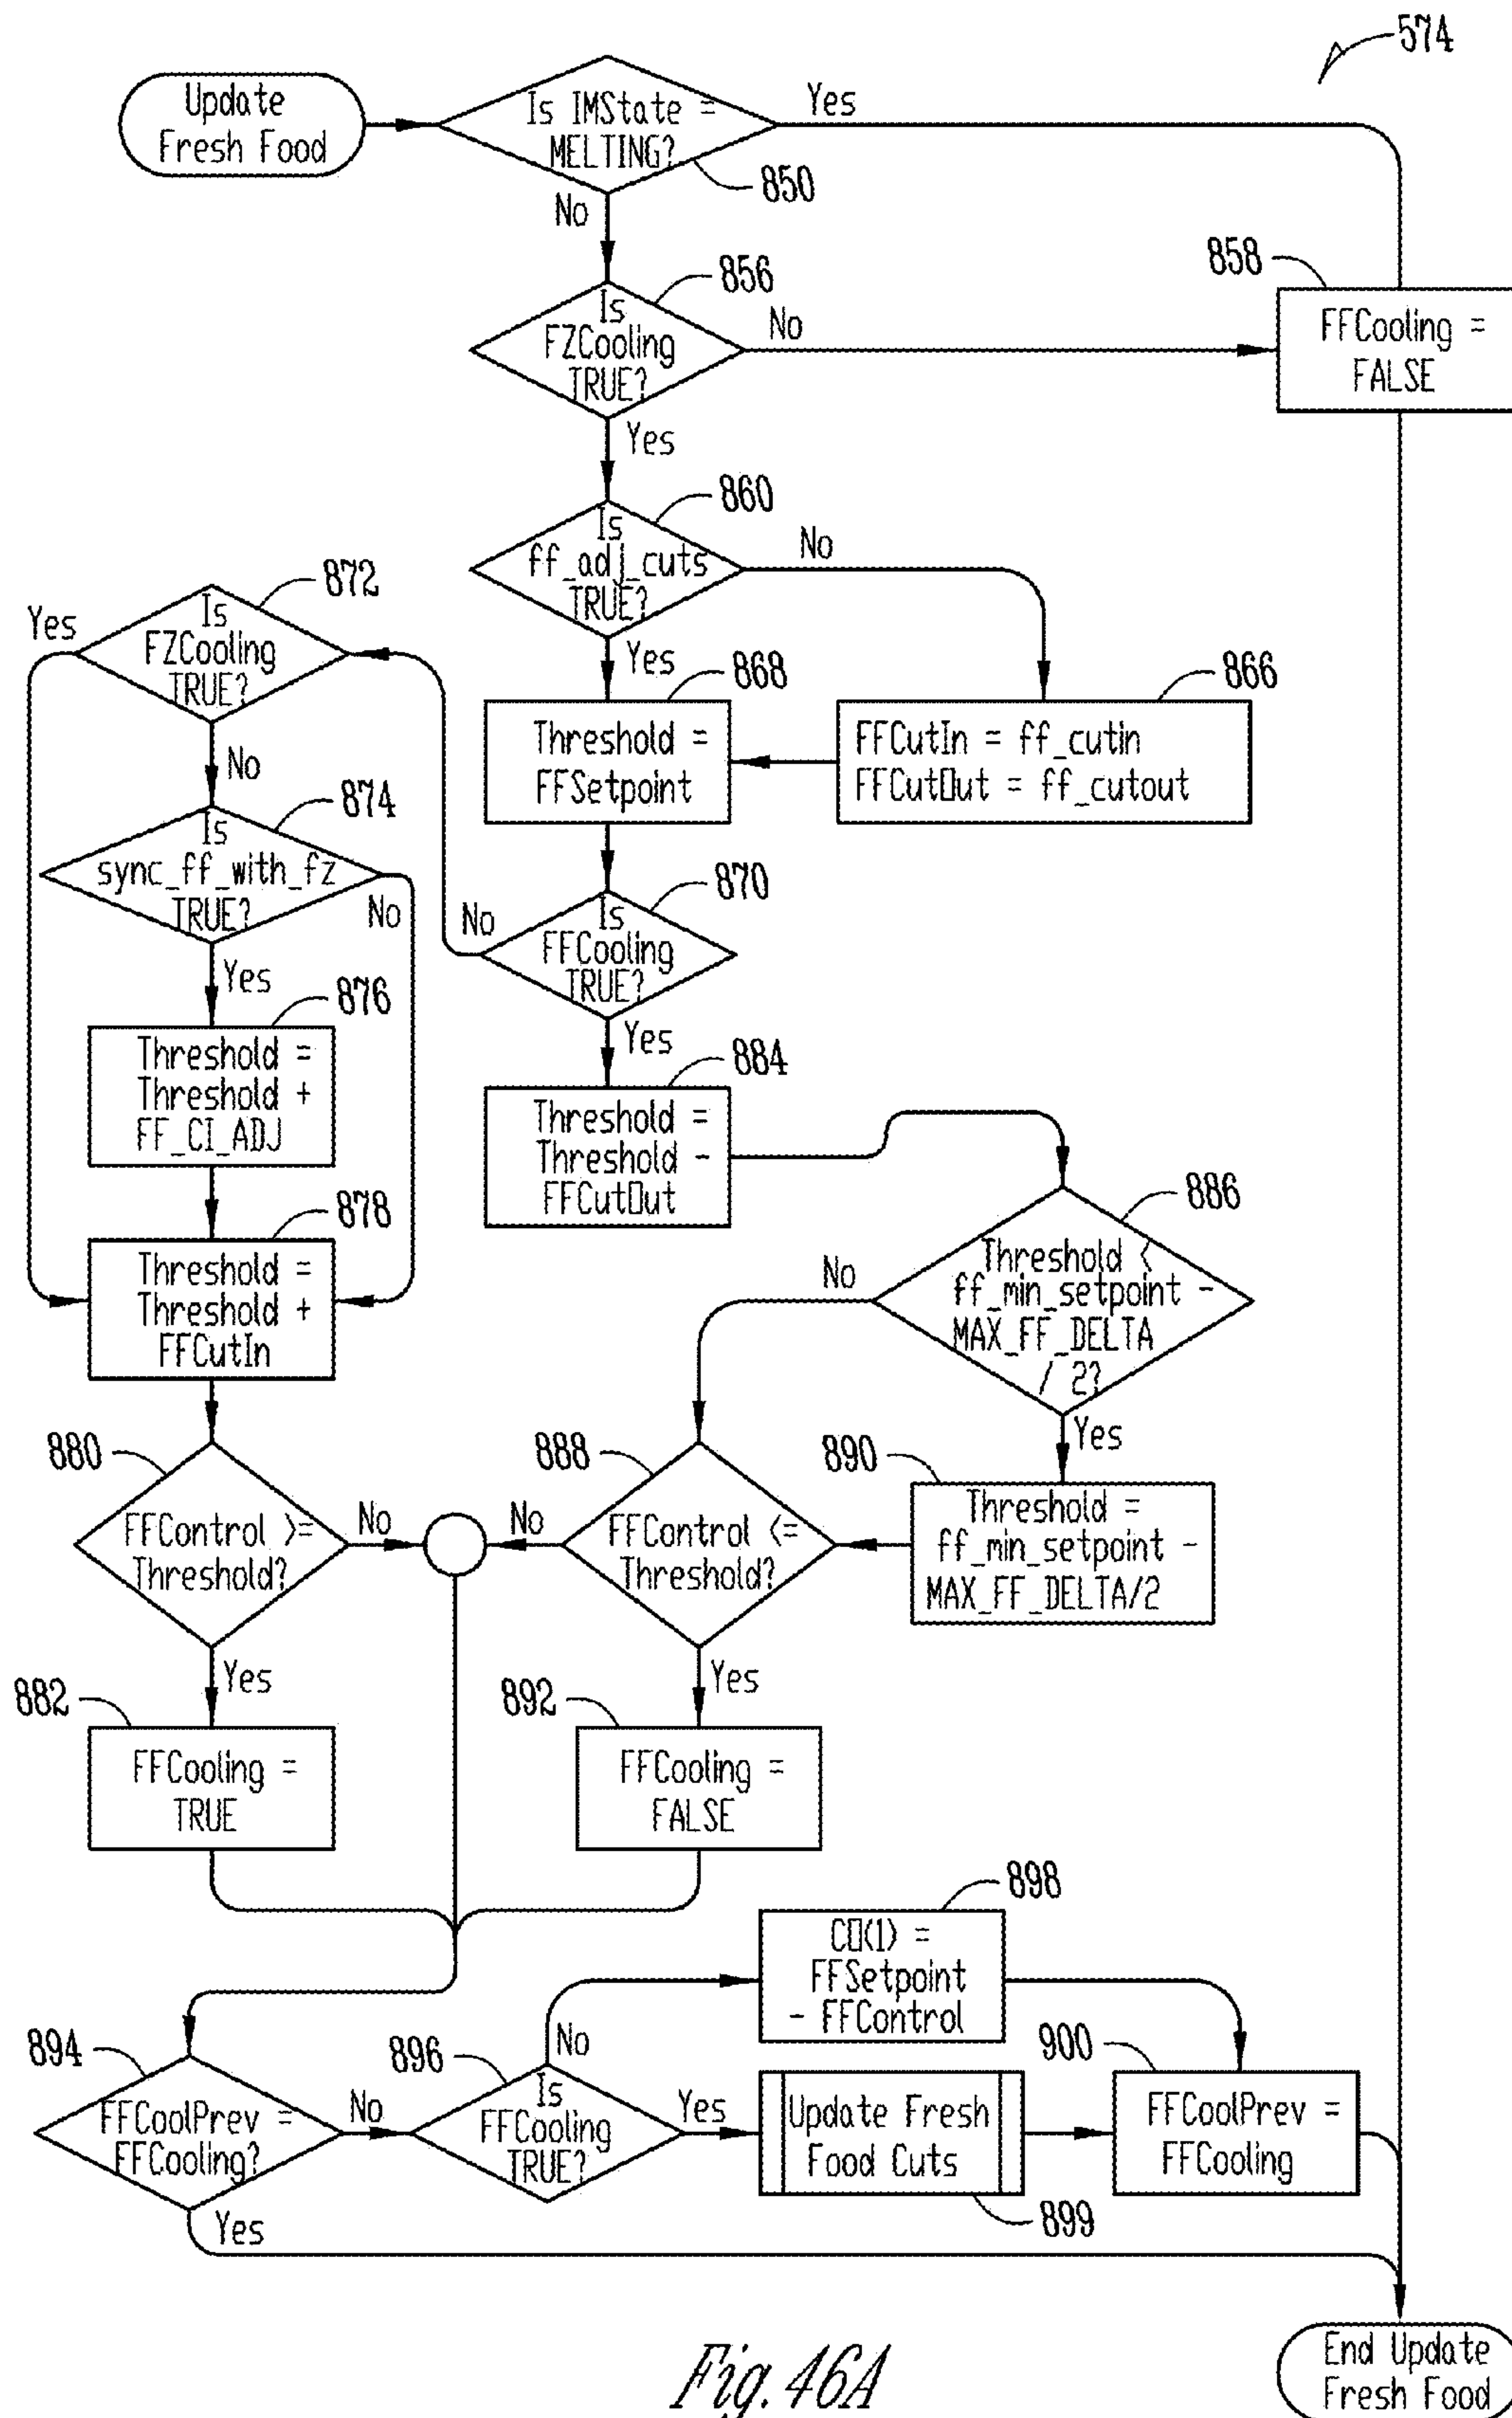 574
Update
Fresh Food
Is IMState =
MELTING?
Yes
850
No
858
FFCooling =
FALSE
856
Is
FZCooling
TRUE?
No
Yes
860
Is
ff_adj_cuts
TRUE?
No
Yes
872
Is
FZCooling
TRUE?
Yes
No
868
Threshold =
FFSetpoint
866
FFCutIn = ff_cutin
FFCutOut = ff_cutout
874
Is
sync_ff_with_fz
TRUE?
No
Yes
870
Is
FFCooling
TRUE?
No
Yes
876
Threshold =
Threshold +
FF_CI_ADJ
884
Threshold =
Threshold -
FFCutOut
878
Threshold =
Threshold +
FFCutIn
886
Threshold <
ff_min_setpoint -
MAX_FF_DELTA
/ 2?
No
Yes
880
FFControl >=
Threshold?
No
Yes
888
FFControl <=
Threshold?
No
Yes
890
Threshold =
ff_min_setpoint -
MAX_FF_DELTA/2
882
FFCooling =
TRUE
892
FFCooling =
FALSE
898
CO(1) =
FFSetpoint
- FFControl
894
FFCoolPrev =
FFCooling?
No
Yes
896
Is
FFCooling
TRUE?
No
Yes
Update Fresh
Food Cuts
899
900
FFCoolPrev =
FFCooling
End Update
Fresh Food
Fig. 46A